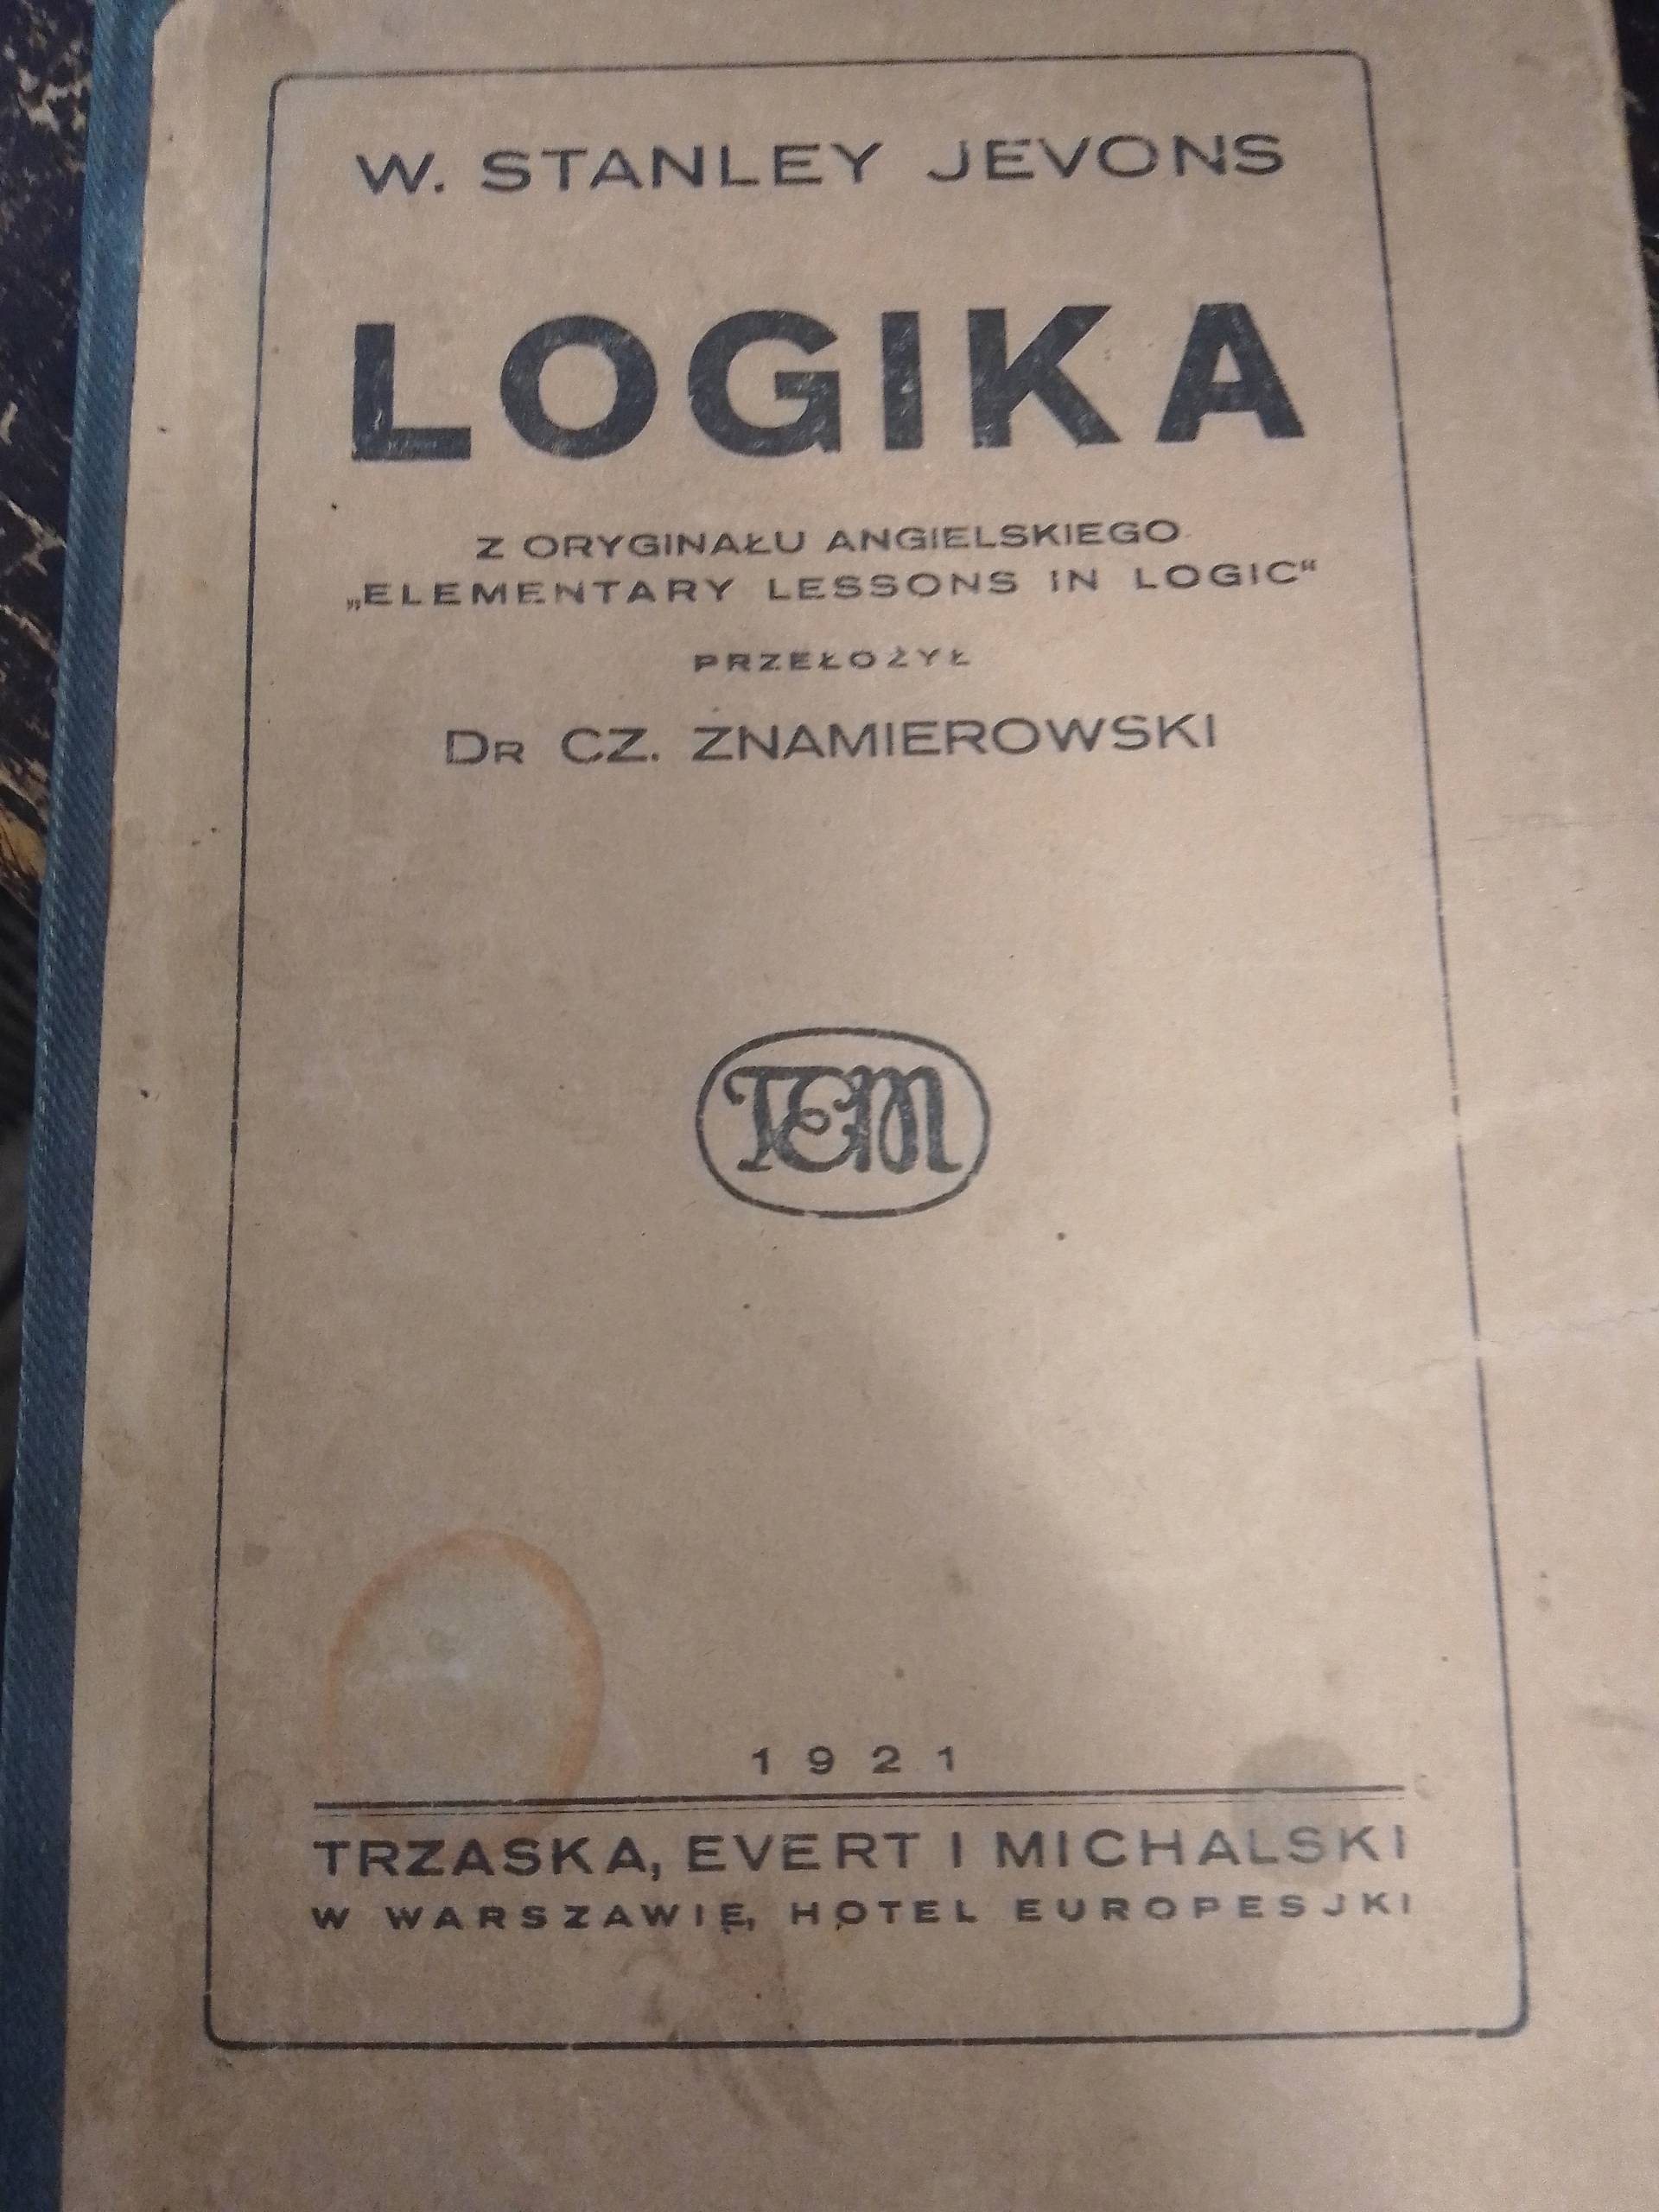 W. STANLEY JEVONS
LOGIKA
Z ORYGINAŁU ANGIELSKIEGO
„ELEMENTARY LESSONS IN LOGIC“
PRZEŁOŻYŁ
DR CZ. ZNAMIEROWSKI
TEM
1921
TRZASKA, EVERT I MICHALSKI
W WARSZAWIE, HOTEL EUROPESJKI